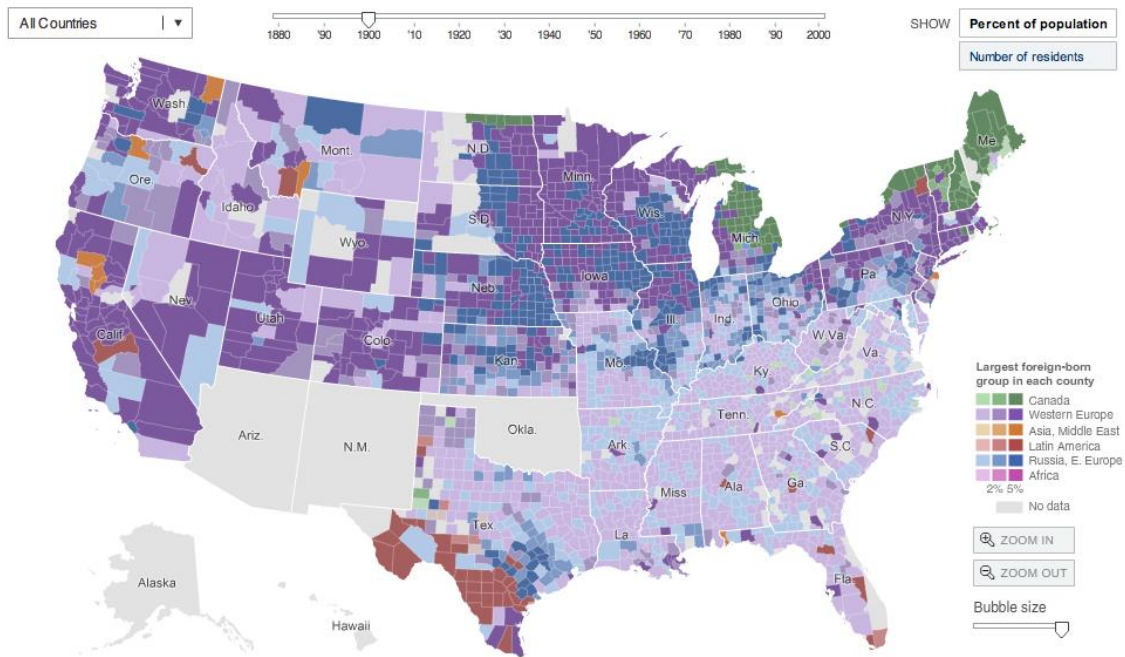 All Countries
1880 '90 1900 '10 1920 '30 1940 '50 1960 '70 1980 '90 2000
SHOW
Percent of population
Number of residents
Wash.
Mont.
N.D
Minn.
Me
Ore.
Idaho
S.D.
Wis.
Mich
N.Y.
Wyo.
Iowa
Pa
Nev
Neb
Utah
Colo
Ill.
Ind.
Ohio
Calif
Kan.
Mo.
W.Va.
Va.
Ky
Ariz.
N.M.
Okla.
Ark.
Tenn.
N.C.
S.C.
Miss
Ala
Ga
Tex
La
Fla
Alaska
Hawaii
Largest foreign-born
group in each county
Canada
Western Europe
Asia, Middle East
Latin America
Russia, E. Europe
Africa
2% 5%
No data
ZOOM IN
ZOOM OUT
Bubble size